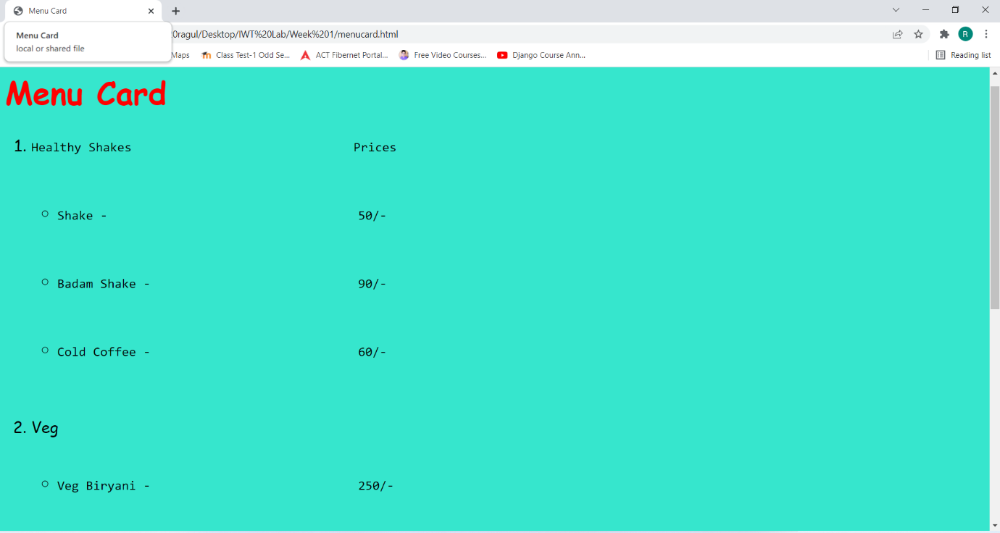 Menu Card
Menu Card
local or shared file
0ragul/Desktop/IWT%20Lab/Week%201/menucard.html
R
Maps
Class Test-1 Odd Se...
ACT Fibernet Portal...
Free Video Courses...
Django Course Ann...
Reading list
Menu Card
1. Healthy Shakes Prices
Shake - 50/-
Badam Shake - 90/-
Cold Coffee - 60/-
2. Veg
Veg Biryani - 250/-